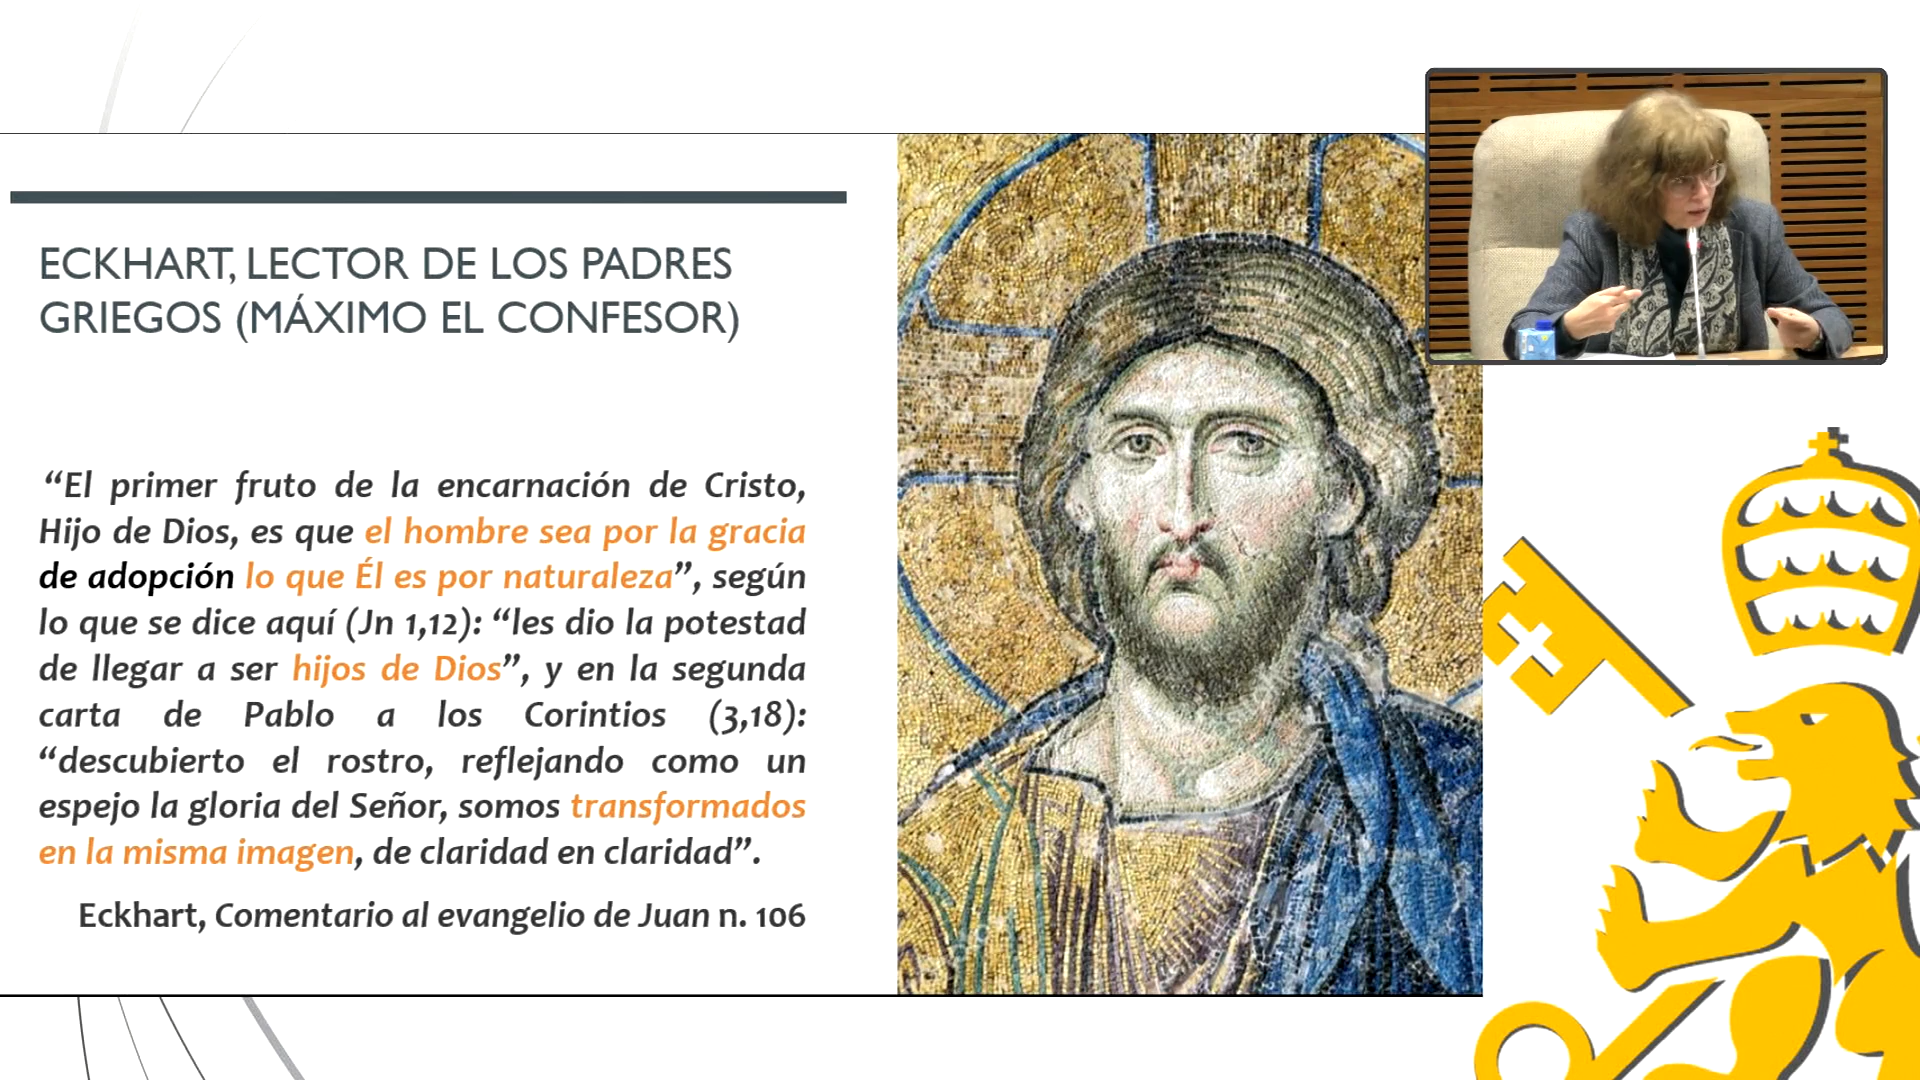 ECKHART, LECTOR DE LOS PADRES
GRIEGOS (MÁXIMO EL CONFESOR)
“El primer fruto de la encarnación de Cristo,
Hijo de Dios, es que el hombre sea por la gracia
de adopción lo que Él es por naturaleza”, según
lo que se dice aquí (Jn 1,12): “les dio la potestad
de llegar a ser hijos de Dios”, y en la segunda
carta de Pablo a los Corintios (3,18):
“descubierto el rostro, reflejando como un
espejo la gloria del Señor, somos transformados
en la misma imagen, de claridad en claridad”.
Eckhart, Comentario al evangelio de Juan n. 106